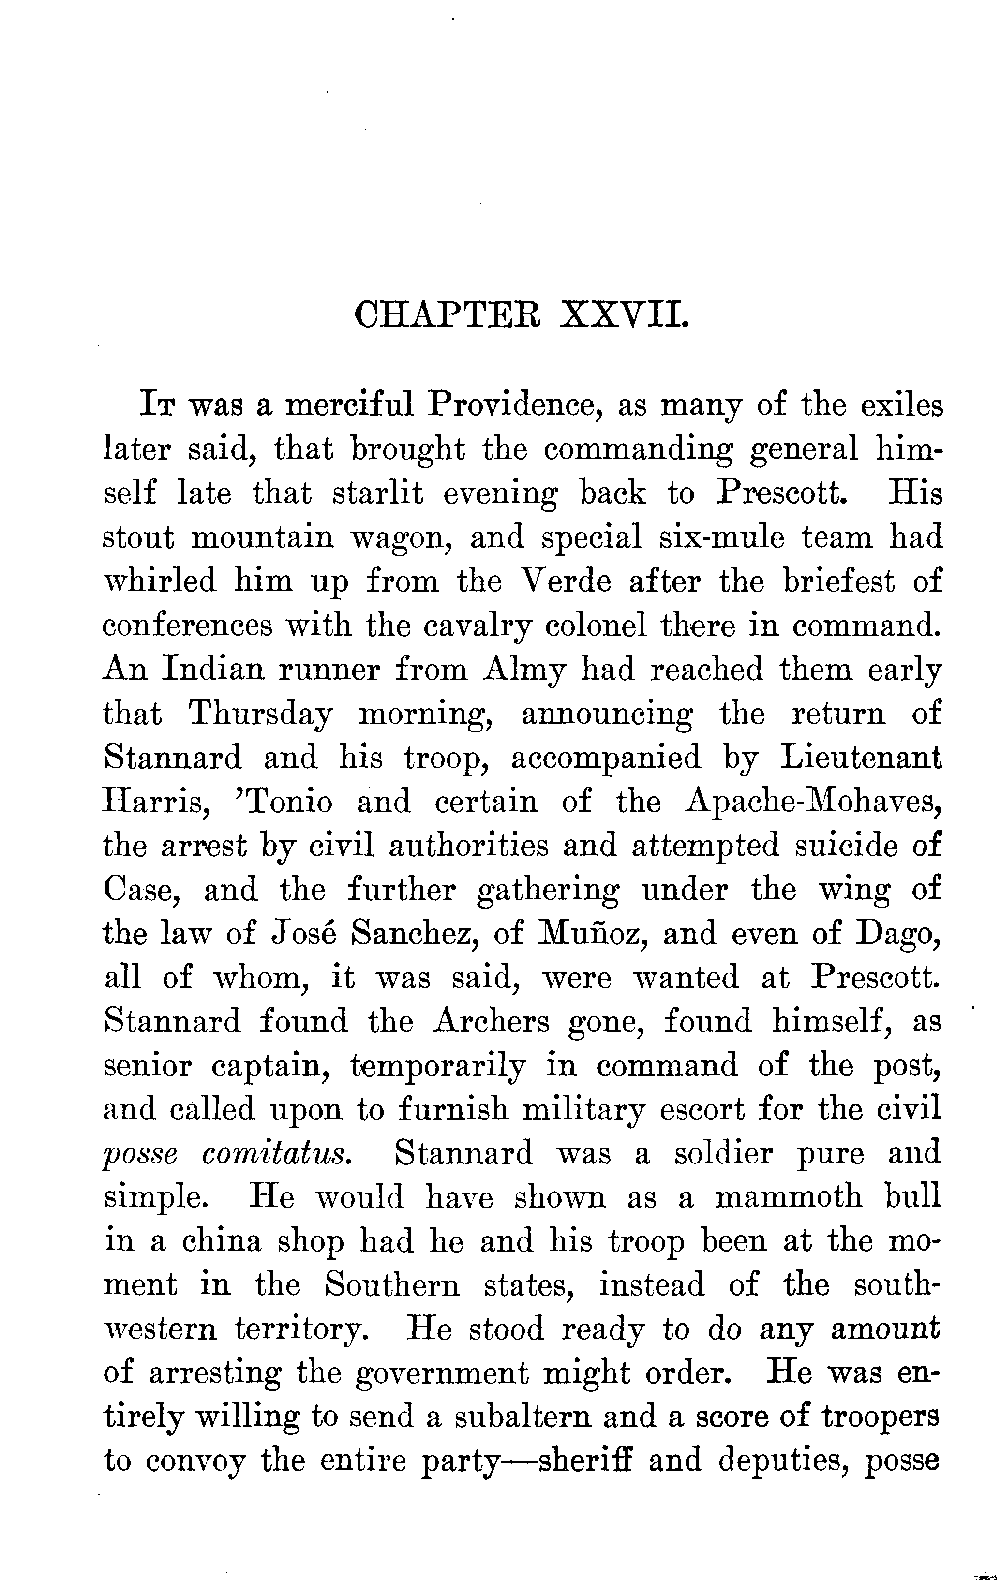 CHAPTER XXVII.
It was a merciful Providence, as many of the exiles
later said, that brought the commanding general him-
self late that starlit evening back to Prescott. His
stout mountain wagon, and special six-mule team had
whirled him up from the Verde after the briefest of
conferences with the cavalry colonel there in command.
An Indian runner from Almy had reached them early
that Thursday morning, announcing the return of
Stannard and his troop, accompanied by Lieutenant
Harris, ’Tonio and certain of the Apache-Mohaves,
the arrest by civil authorities and attempted suicide of
Case, and the further gathering under the wing of
the law of José Sanchez, of Muñoz, and even of Dago,
all of whom, it was said, were wanted at Prescott.
Stannard found the Archers gone, found himself, as
senior captain, temporarily in command of the post,
and called upon to furnish military escort for the civil
posse comitatus. Stannard was a soldier pure and
simple. He would have shown as a mammoth bull
in a china shop had he and his troop been at the mo-
ment in the Southern states, instead of the south-
western territory. He stood ready to do any amount
of arresting the government might order. He was en-
tirely willing to send a subaltern and a score of troopers
to convoy the entire party—sheriff and deputies, posse